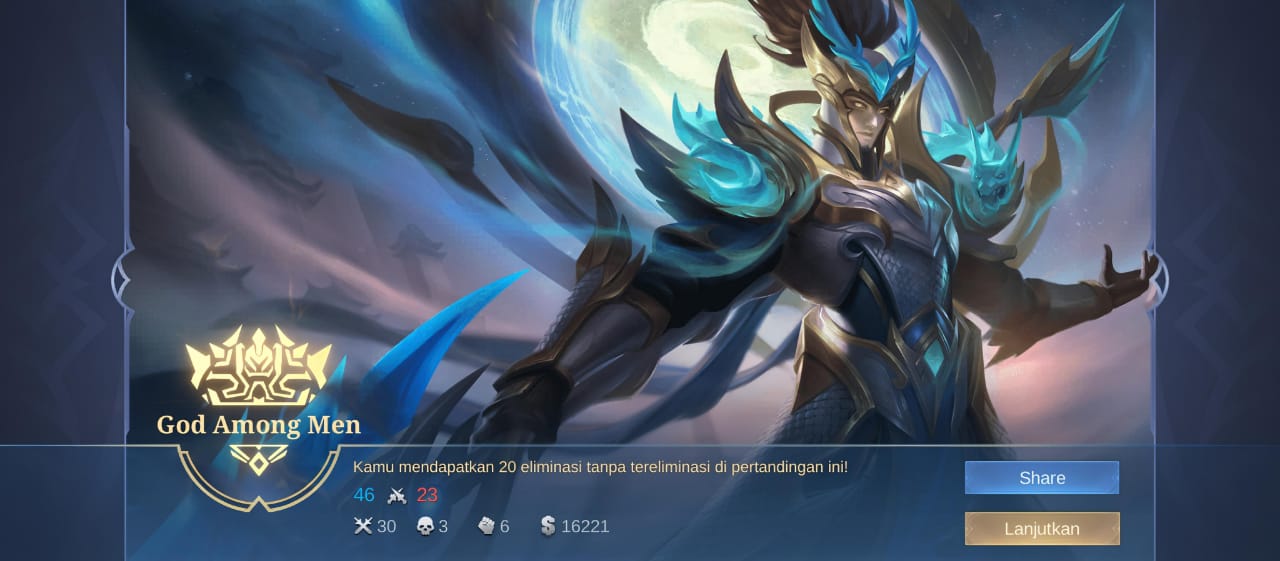 God Among Men
Kamu mendapatkan 20 eliminasi tanpa tereliminasi di pertandingan ini!
46 23
30 3 6 16221
Share
Lanjutkan